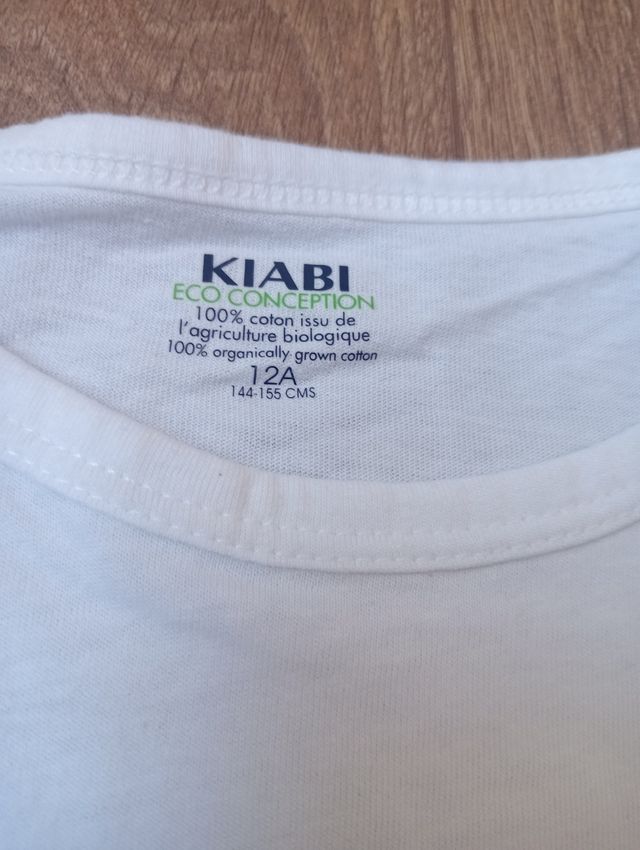 KIABI
ECO CONCEPTION
100% coton issu de
l'agriculture biologique
100% organically grown cotton
12A
144-155 CMS